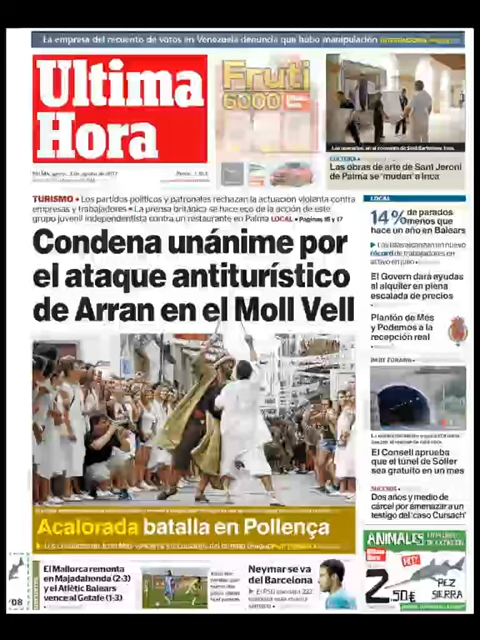 La empresa del recuento de votos en Venezuela denuncia que hubo manipulación
Ultima
Hora
Fruti
6000
Las obras de arte de Sant Jeroni
de Palma se 'mudan' a Inca
TURISMO • Los partidos políticos y patronales rechazan la actuación violenta contra
empresas y trabajadores • La prensa británica se hace eco de la acción de este
grupo juvenil independentista contra un restaurante en Palma LOCAL • Páginas 15 y 17
Condena unánime por
el ataque antiturístico
de Arran en el Moll Vell
LOCAL
14% de parados
menos que
hace un año en Balears
récord de trabajadores en
El Govern dará ayudas
al alquiler en plena
escalada de precios
Plantón de Més
y Podemos a la
recepción real
El Consell aprueba
que el túnel de Sóller
sea gratuito en un mes
SUCESOS
Dos años y medio de
cárcel por amenazar a un
testigo del 'caso Cursach'
Acalorada batalla en Pollença
El Mallorca remonta
en Majadahonda (2-3)
y el Atlètic Balears
vence al Getafe (1-3)
Neymar se va
del Barcelona
ANIMALES
2,50€
PEZ
SIERRA
'08